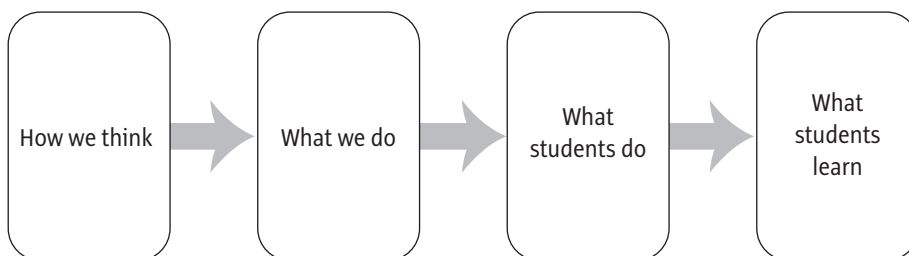 How we think
What we do
What
students do
What
students
learn